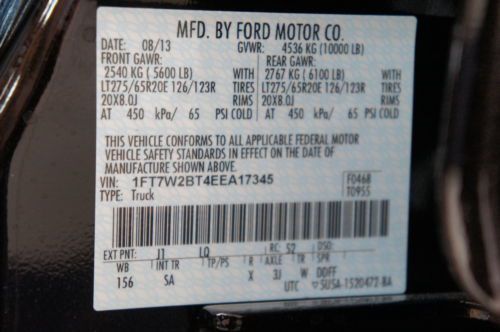 MFD. BY FORD MOTOR CO.
DATE: 08/13 GVWR: 4536 KG (10000 LB)
FRONT GAWR: REAR GAWR:
2540 KG (5600 LB) WITH 2767 KG (6100 LB) WITH
LT275/65R20E 126/123R TIRES LT275/65R20E 126/123R TIRES
20X8.0J RIMS 20X8.0J RIMS
AT 450 kPa/ 65 PSI COLD AT 450 kPa/ 65 PSI COLD
THIS VEHICLE CONFORMS TO ALL APPLICABLE FEDERAL MOTOR
VEHICLE SAFETY STANDARDS IN EFFECT ON THE DATE OF
MANUFACTURE SHOWN ABOVE.
VIN: 1FT7W2BT4EEA17345 F0468
TYPE: Truck T0955
EXT PNT: J1 LQ RC: 52 DSO:
WB INT TR TP/PS R AXLE TR SPR
156 SA X 3J W DDFF
UTC ▽5U5A-1520472-BA